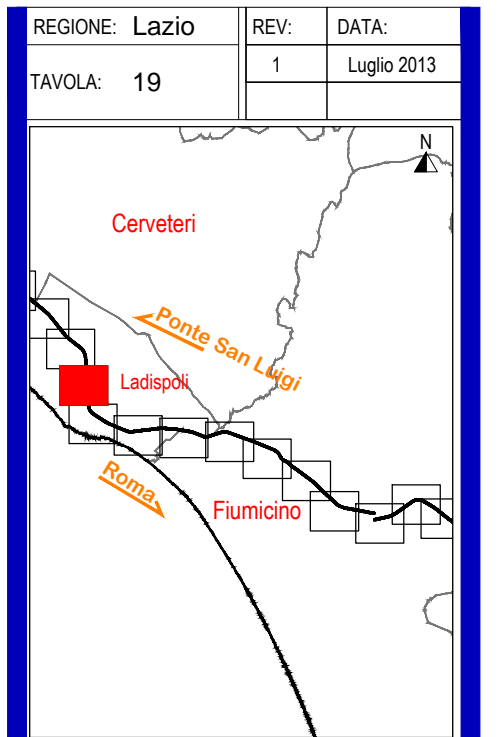 REGIONE: Lazio
REV: DATA:
1 Luglio 2013
TAVOLA: 19
N
Cerveteri
Ponte San Luigi
Ladispoli
Roma
Fiumicino